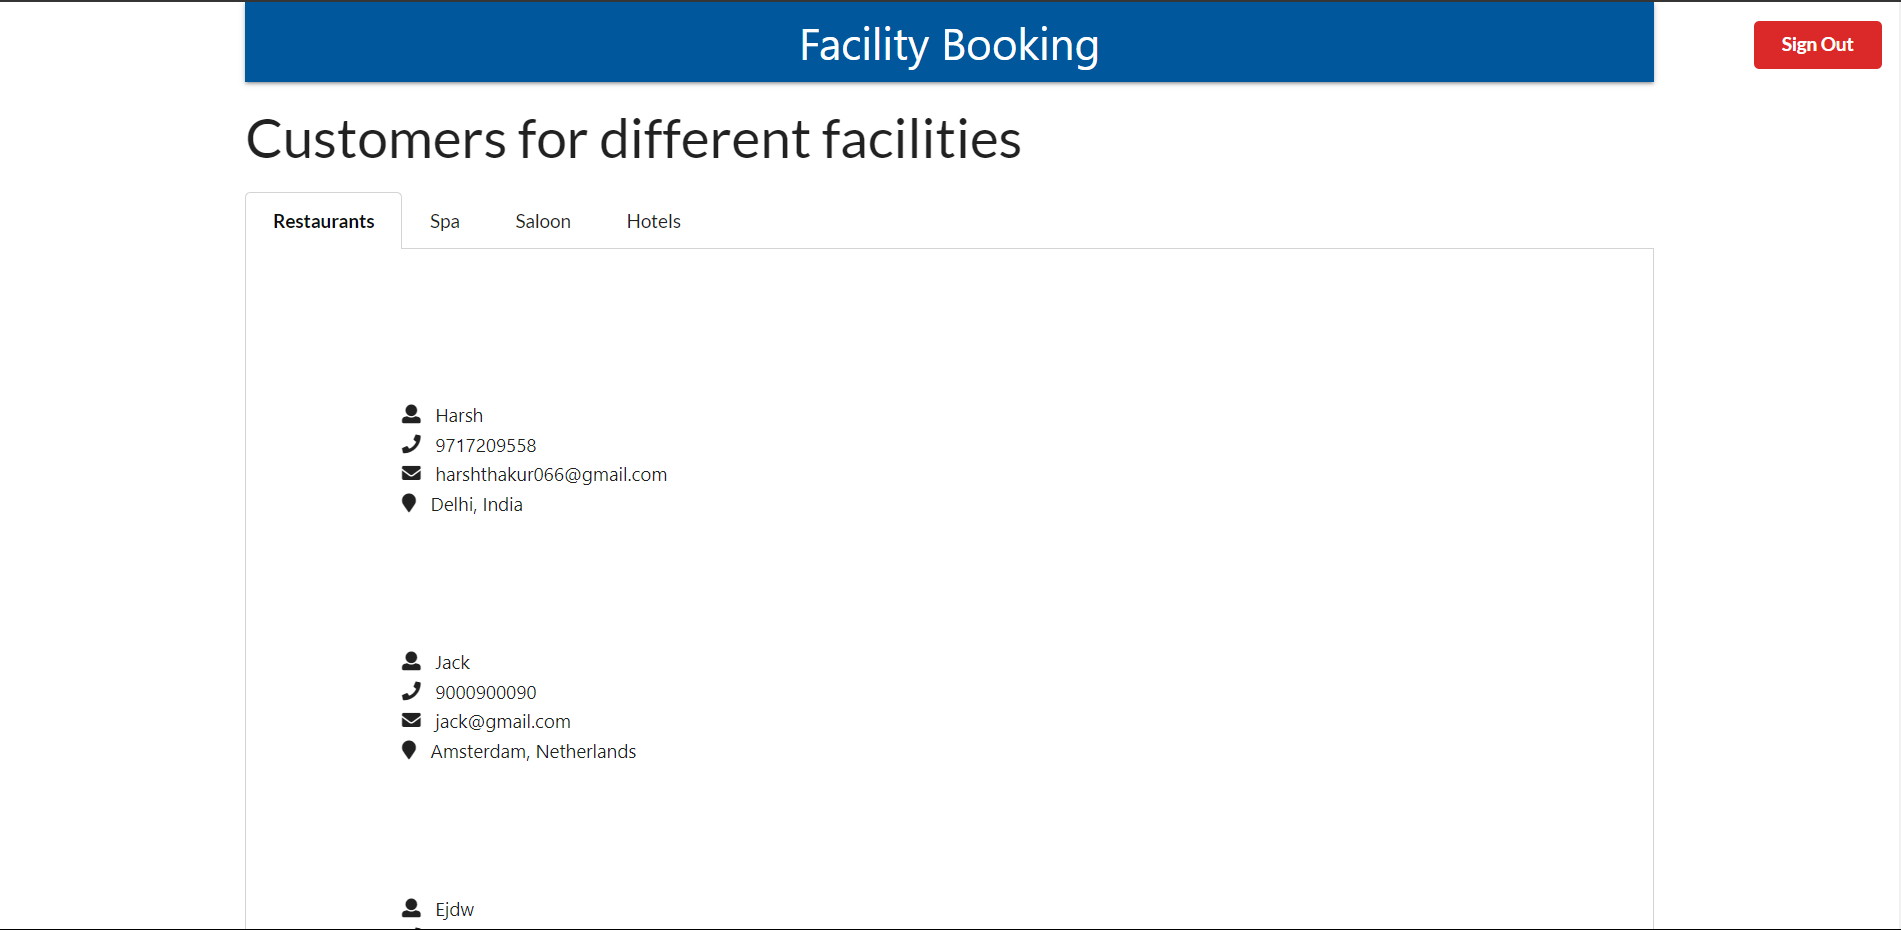 Facility Booking
Sign Out
Customers for different facilities
Restaurants Spa Saloon Hotels
Harsh
9717209558
harshthakur066@gmail.com
Delhi, India
Jack
9000900090
jack@gmail.com
Amsterdam, Netherlands
Ejdw